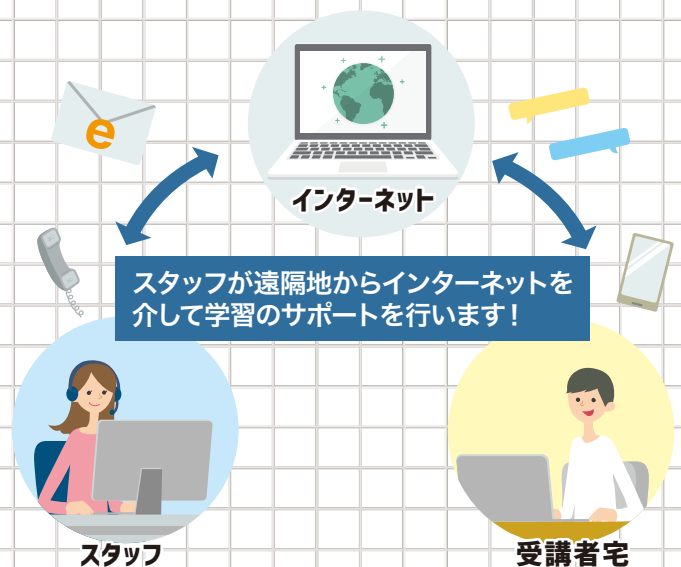 e
インターネット
スタッフが遠隔地からインターネットを
介して学習のサポートを行います！
スタッフ
受講者宅